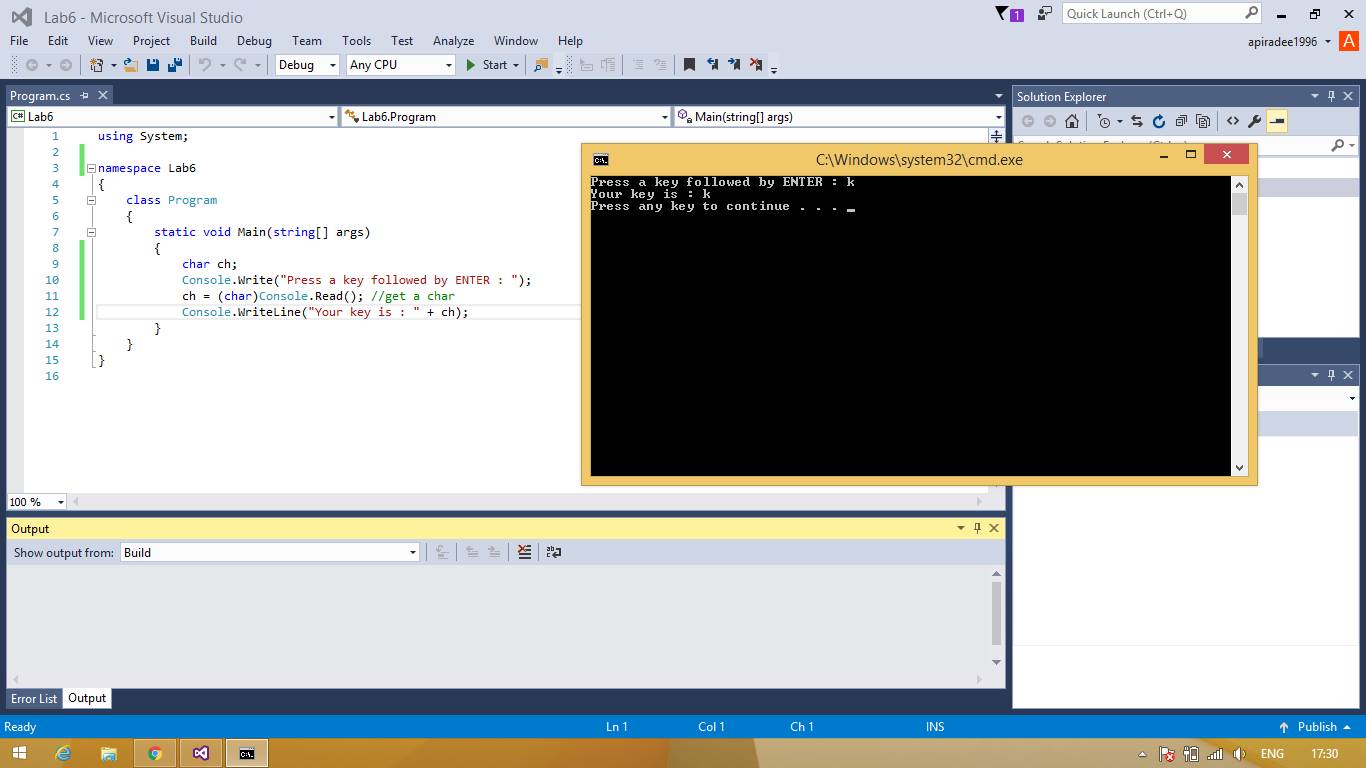 Lab6 - Microsoft Visual Studio
1
Quick Launch (Ctrl+Q)
File Edit View Project Build Debug Team Tools Test Analyze Window Help
apiradee1996 A
Debug Any CPU Start
Program.cs
Solution Explorer
C# Lab6 Lab6.Program Main(string[] args)
1 using System;
2
3 namespace Lab6
4 {
5 class Program
6 {
7 static void Main(string[] args)
8 {
9 char ch;
10 Console.Write("Press a key followed by ENTER : ");
11 ch = (char)Console.Read(); //get a char
12 Console.WriteLine("Your key is : " + ch);
13 }
14 }
15 }
16
C:\Windows\system32\cmd.exe
Press a key followed by ENTER : k
Your key is : k
Press any key to continue . . . _
100 %
Output
Show output from: Build
Error List Output
Ready Ln 1 Col 1 Ch 1 INS Publish
ENG 17:30